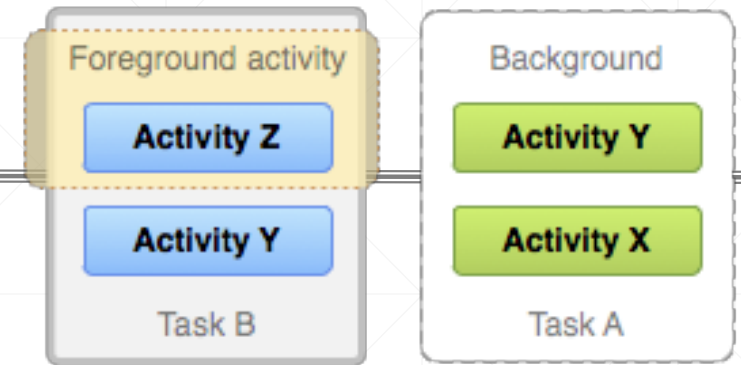 Foreground activity
Activity Z
Activity Y
Task B
Background
Activity Y
Activity X
Task A